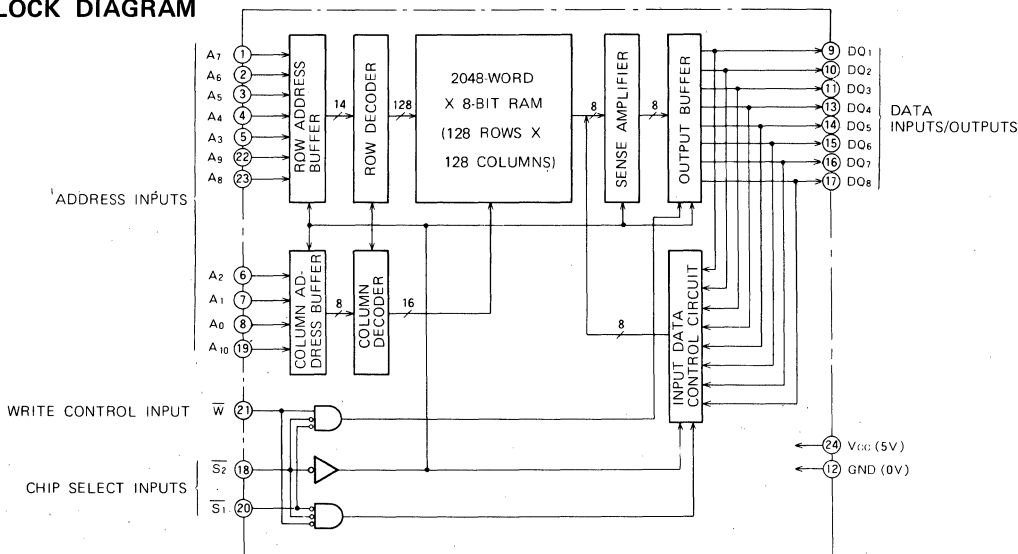 LOCK DIAGRAM
A7 1
A6 2
A5 3
A4 4
A3 5
A9 22
A8 23
ADDRESS INPUTS
A2 6
A1 7
A0 8
A10 19
WRITE CONTROL INPUT W̅ 21
S̅2̅ 18
CHIP SELECT INPUTS
S̅1̅ 20
ROW ADDRESS
BUFFER
14
ROW DECODER
128
2048-WORD
X 8-BIT RAM
(128 ROWS X
128 COLUMNS)
8
SENSE AMPLIFIER
8
OUTPUT BUFFER
COLUMN AD-
DRESS BUFFER
8
COLUMN
DECODER
16
8
INPUT DATA
CONTROL CIRCUIT
9 DQ1
10 DQ2
11 DQ3
13 DQ4
14 DQ5
15 DQ6
16 DQ7
17 DQ8
DATA
INPUTS/OUTPUTS
24 VCC (5V)
12 GND (0V)